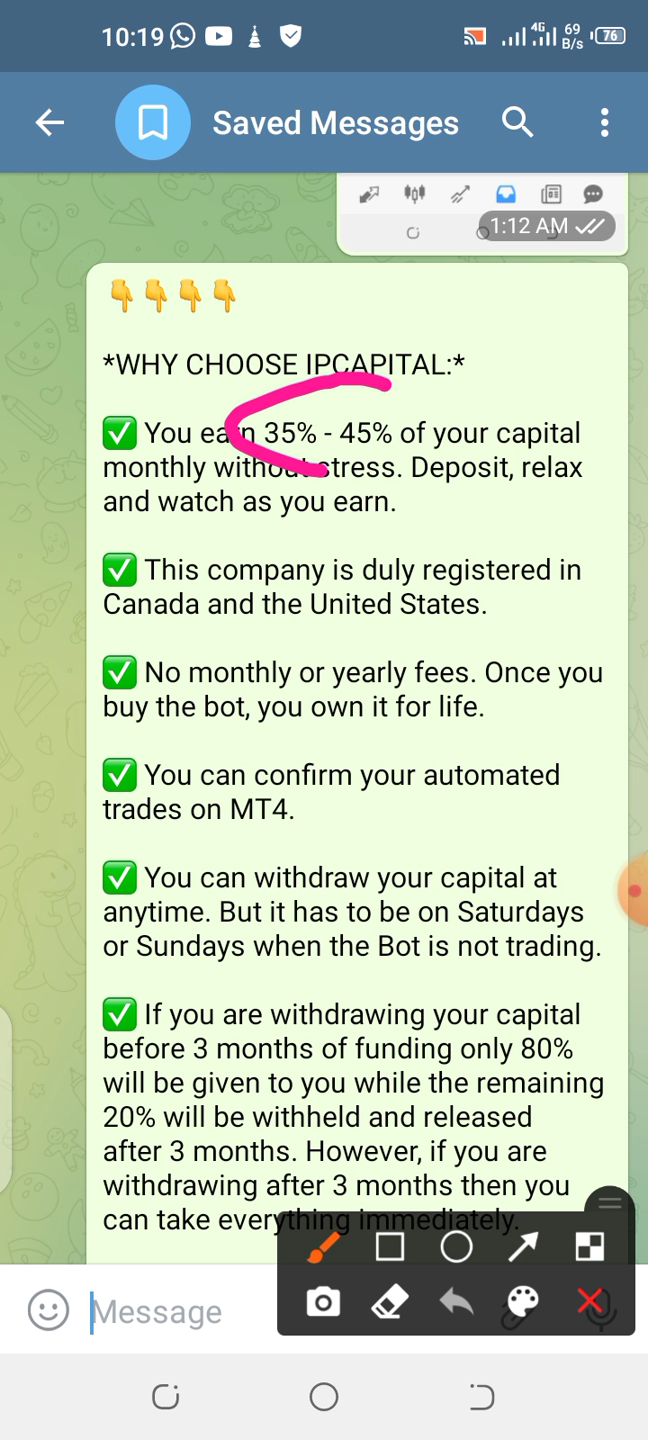 10:19
4G
69
B/s
76
Saved Messages
1:12 AM
👇👇👇👇
*WHY CHOOSE IPCAPITAL:*
✅ You earn 35% - 45% of your capital
monthly without stress. Deposit, relax
and watch as you earn.
✅ This company is duly registered in
Canada and the United States.
✅ No monthly or yearly fees. Once you
buy the bot, you own it for life.
✅ You can confirm your automated
trades on MT4.
✅ You can withdraw your capital at
anytime. But it has to be on Saturdays
or Sundays when the Bot is not trading.
✅ If you are withdrawing your capital
before 3 months of funding only 80%
will be given to you while the remaining
20% will be withheld and released
after 3 months. However, if you are
withdrawing after 3 months then you
can take everything immediately.
Message